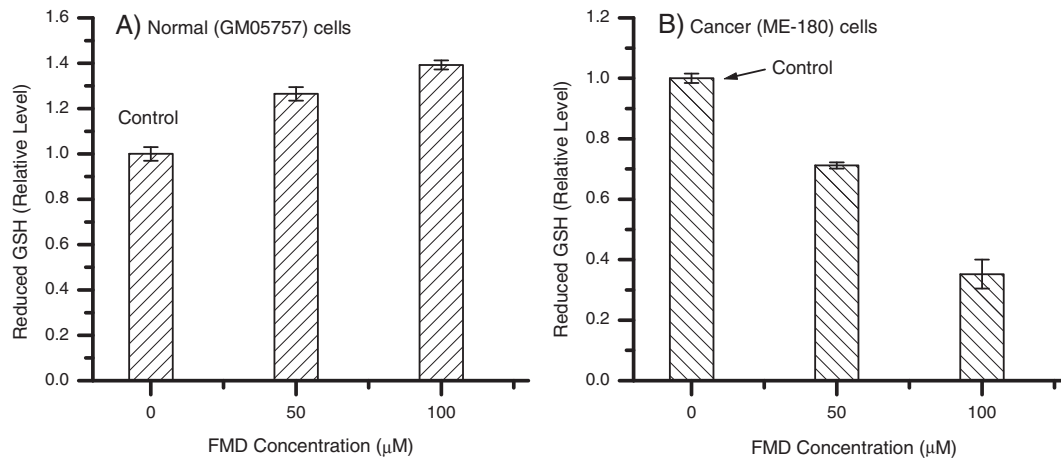 A) Normal (GM05757) cells
Control
Reduced GSH (Relative Level)
1.6
1.4
1.2
1.0
0.8
0.6
0.4
0.2
0.0
0
50
100
FMD Concentration (μM)
B) Cancer (ME-180) cells
Control
Reduced GSH (Relative Level)
1.2
1.0
0.8
0.6
0.4
0.2
0.0
0
50
100
FMD Concentration (μM)